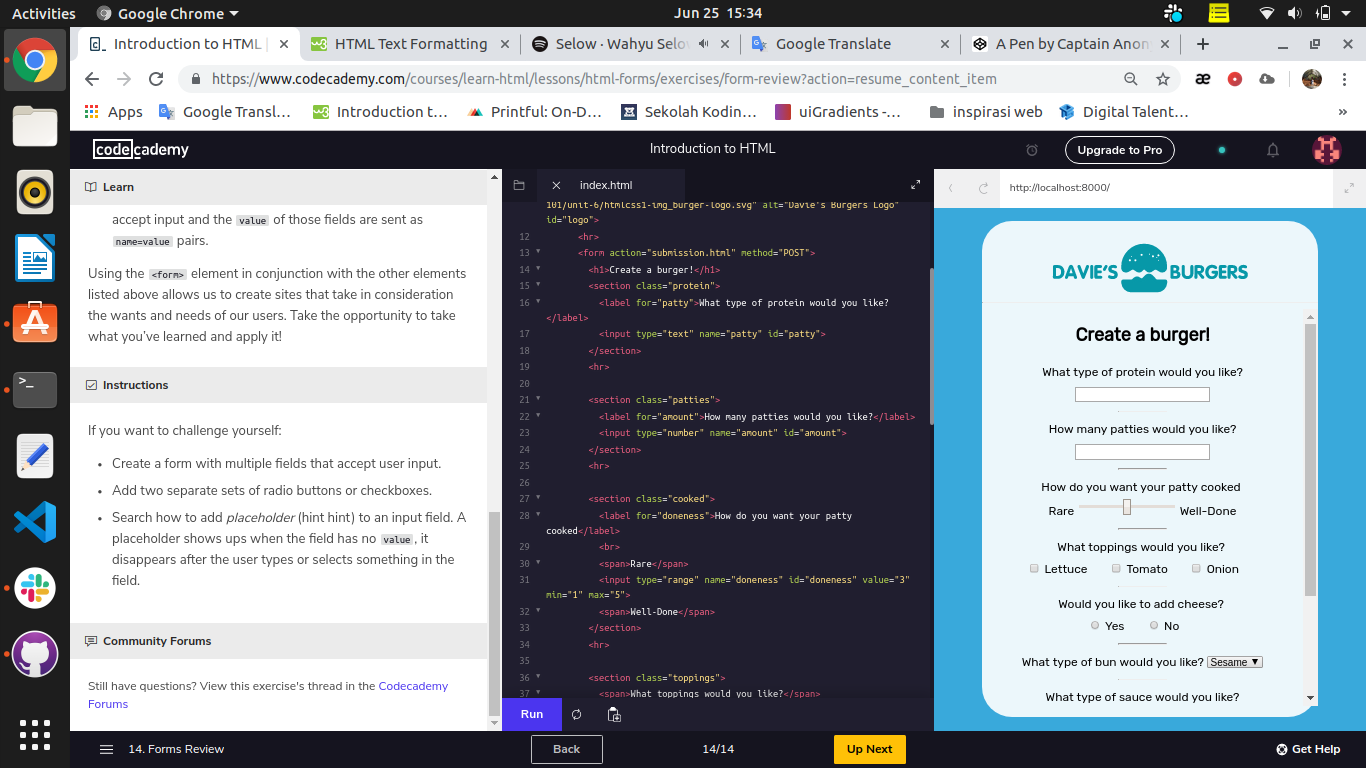 Activities
Google Chrome
Jun 25 15:34
Introduction to HTML
HTML Text Formatting
Selow · Wahyu Selow
Google Translate
A Pen by Captain Anon
https://www.codecademy.com/courses/learn-html/lessons/html-forms/exercises/form-review?action=resume_content_item
Apps
Google Transl...
Introduction t...
Printful: On-D...
Sekolah Kodin...
uiGradients -...
inspirasi web
Digital Talent...
codecademy
Introduction to HTML
Upgrade to Pro
Learn
accept input and the value of those fields are sent as
name=value pairs.
Using the <form> element in conjunction with the other elements
listed above allows us to create sites that take in consideration
the wants and needs of our users. Take the opportunity to take
what you've learned and apply it!
Instructions
If you want to challenge yourself:
• Create a form with multiple fields that accept user input.
• Add two separate sets of radio buttons or checkboxes.
• Search how to add placeholder (hint hint) to an input field. A
placeholder shows ups when the field has no value, it
disappears after the user types or selects something in the
field.
Community Forums
Still have questions? View this exercise's thread in the Codecademy
Forums
index.html
101/unit-6/htmlcss1-img_burger-logo.svg" alt="Davie's Burgers Logo"
id="logo">
12 <hr>
13 <form action="submission.html" method="POST">
14 <h1>Create a burger!</h1>
15 <section class="protein">
16 <label for="patty">What type of protein would you like?
</label>
17 <input type="text" name="patty" id="patty">
18 </section>
19 <hr>
20
21 <section class="patties">
22 <label for="amount">How many patties would you like?</label>
23 <input type="number" name="amount" id="amount">
24 </section>
25 <hr>
26
27 <section class="cooked">
28 <label for="doneness">How do you want your patty
cooked</label>
29 <br>
30 <span>Rare</span>
31 <input type="range" name="doneness" id="doneness" value="3"
min="1" max="5">
32 <span>Well-Done</span>
33 </section>
34 <hr>
35
36 <section class="toppings">
37 <span>What toppings would you like?</span>
Run
http://localhost:8000/
DAVIE'S BURGERS
Create a burger!
What type of protein would you like?
How many patties would you like?
How do you want your patty cooked
Rare Well-Done
What toppings would you like?
Lettuce Tomato Onion
Would you like to add cheese?
Yes No
What type of bun would you like? Sesame
What type of sauce would you like?
14. Forms Review
Back
14/14
Up Next
Get Help